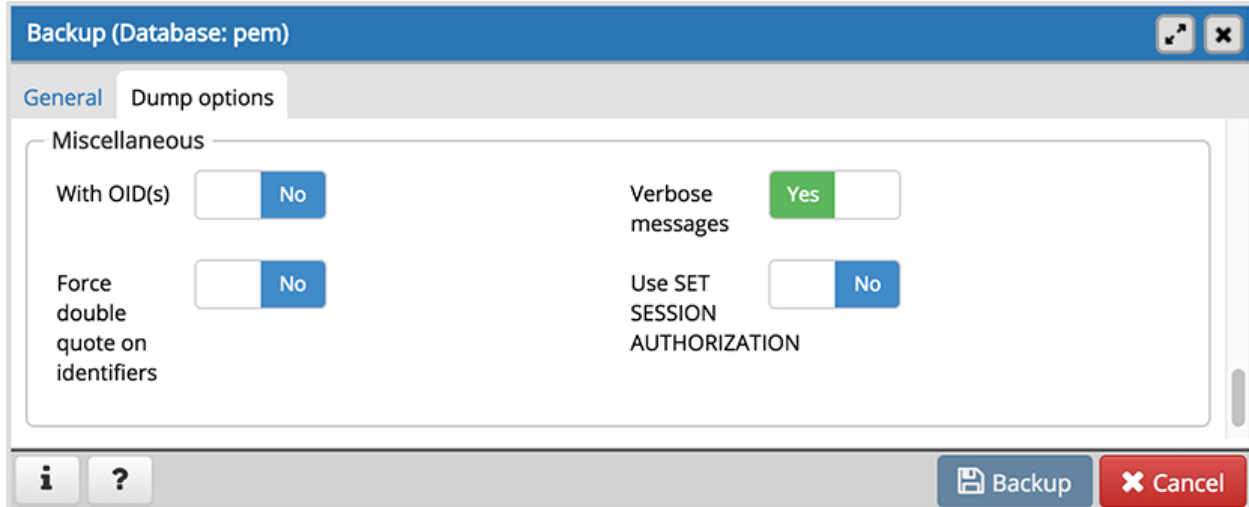 Backup (Database: pem)
General
Dump options
Miscellaneous
With OID(s)
No
Verbose
messages
Yes
Force
double
quote on
identifiers
No
Use SET
SESSION
AUTHORIZATION
No
i
?
Backup
Cancel